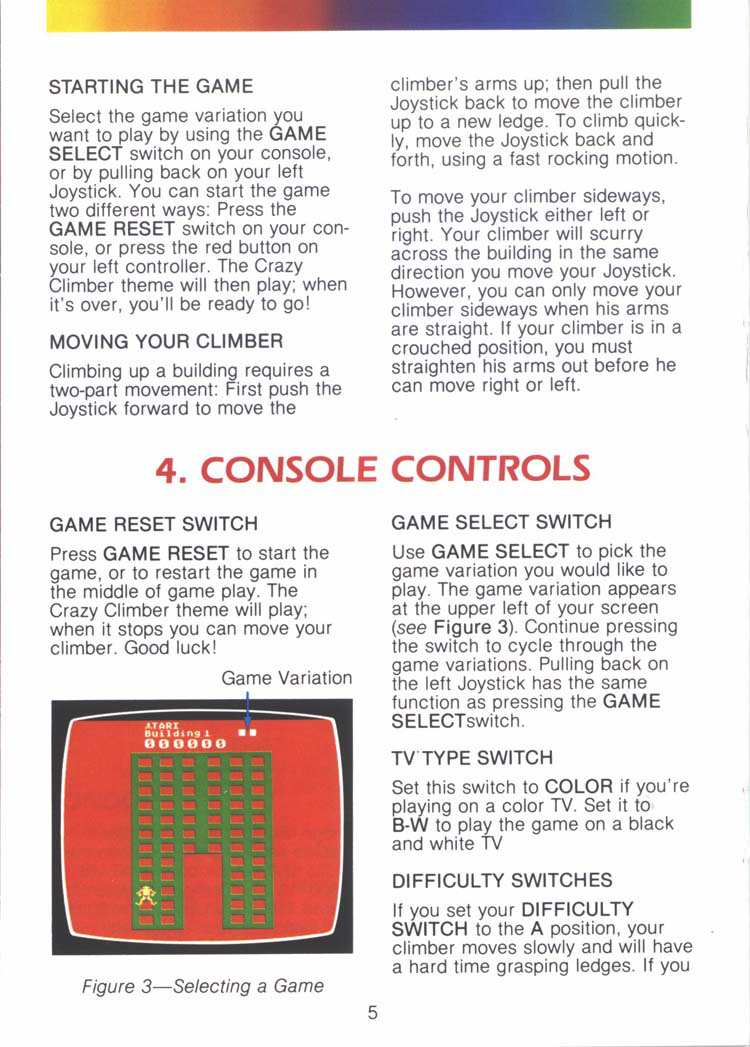 STARTING THE GAME
Select the game variation you
want to play by using the GAME
SELECT switch on your console,
or by pulling back on your left
Joystick. You can start the game
two different ways: Press the
GAME RESET switch on your con-
sole, or press the red button on
your left controller. The Crazy
Climber theme will then play; when
it's over, you'll be ready to go!
MOVING YOUR CLIMBER
Climbing up a building requires a
two-part movement: First push the
Joystick forward to move the
climber's arms up; then pull the
Joystick back to move the climber
up to a new ledge. To climb quick-
ly, move the Joystick back and
forth, using a fast rocking motion.
To move your climber sideways,
push the Joystick either left or
right. Your climber will scurry
across the building in the same
direction you move your Joystick.
However, you can only move your
climber sideways when his arms
are straight. If your climber is in a
crouched position, you must
straighten his arms out before he
can move right or left.
4. CONSOLE CONTROLS
GAME RESET SWITCH
Press GAME RESET to start the
game, or to restart the game in
the middle of game play. The
Crazy Climber theme will play;
when it stops you can move your
climber. Good luck!
Game Variation
ATARI
Building 1
000000
Figure 3—Selecting a Game
GAME SELECT SWITCH
Use GAME SELECT to pick the
game variation you would like to
play. The game variation appears
at the upper left of your screen
(see Figure 3). Continue pressing
the switch to cycle through the
game variations. Pulling back on
the left Joystick has the same
function as pressing the GAME
SELECTswitch.
TV TYPE SWITCH
Set this switch to COLOR if you're
playing on a color TV. Set it to
B-W to play the game on a black
and white TV
DIFFICULTY SWITCHES
If you set your DIFFICULTY
SWITCH to the A position, your
climber moves slowly and will have
a hard time grasping ledges. If you
5